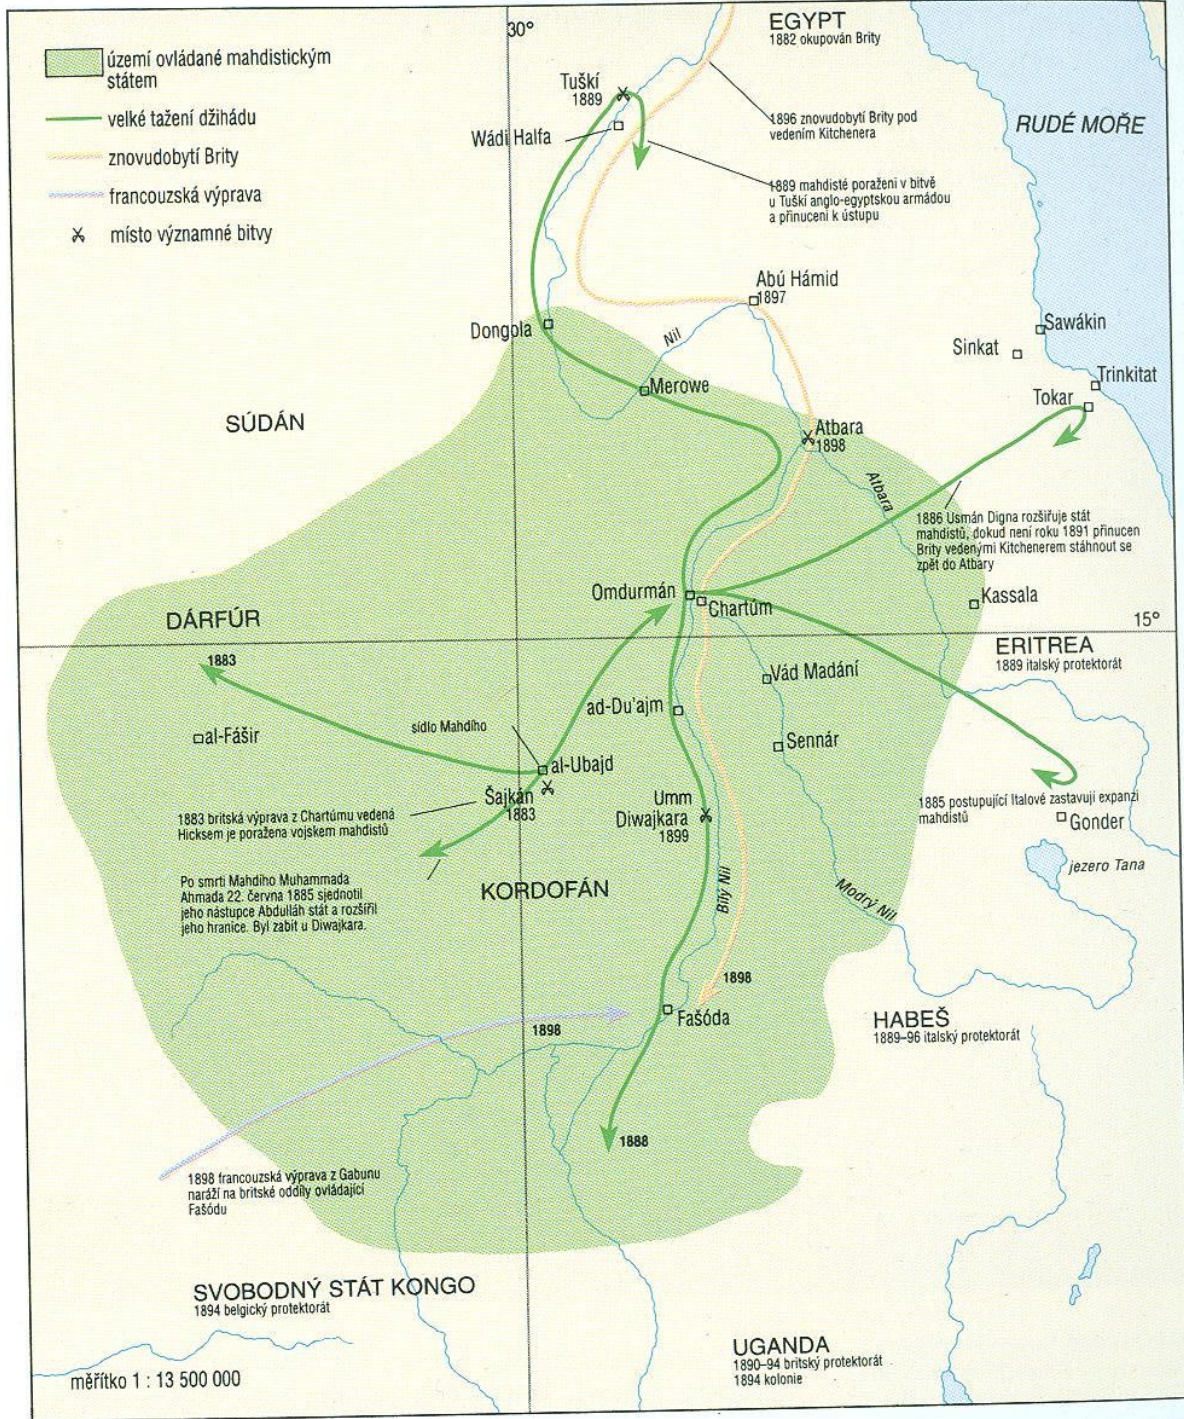 území ovládané mahdistickým
státem
velké tažení džihádu
znovudobytí Brity
francouzská výprava
místo významné bitvy
30°
EGYPT
1882 okupován Brity
Tuškí
1889
Wádí Halfa
1896 znovudobytí Brity pod
vedením Kitchenera
RUDÉ MOŘE
1889 mahdisté poraženi v bitvě
u Tuškí anglo-egyptskou armádou
a přinuceni k ústupu
Abú Hámid
1897
Dongola
Nil
Merowe
Sawákin
Sinkat
Trinkitat
Tokar
SÚDÁN
Atbara
1898
Atbara
1886 Usmán Digna rozšiřuje stát
mahdistů, dokud není roku 1891 přinucen
Brity vedenými Kitchenerem stáhnout se
zpět do Atbary
Omdurmán
Chartúm
Kassala
DÁRFÚR
15°
ERITREA
1889 italský protektorát
1883
Vád Madání
ad-Du'ajm
al-Fášir
sídlo Mahdího
Sennár
al-Ubajd
Šajkán
1883
Umm
Diwajkara
1899
1883 britská výprava z Chartúmu vedená
Hicksem je poražena vojskem mahdistů
1885 postupující Italové zastavují expanzi
mahdistů
Gonder
jezero Tana
Po smrti Mahdího Muhammada
Ahmada 22. června 1885 sjednotil
jeho nástupce Abdulláh stát a rozšířil
jeho hranice. Byl zabit u Diwajkara.
KORDOFÁN
Bílý Nil
Modrý Nil
1898
Fašóda
1898
HABEŠ
1889–96 italský protektorát
1888
1898 francouzská výprava z Gabunu
naráží na britské oddíly ovládající
Fašódu
SVOBODNÝ STÁT KONGO
1894 belgický protektorát
UGANDA
1890–94 britský protektorát
1894 kolonie
měřítko 1 : 13 500 000